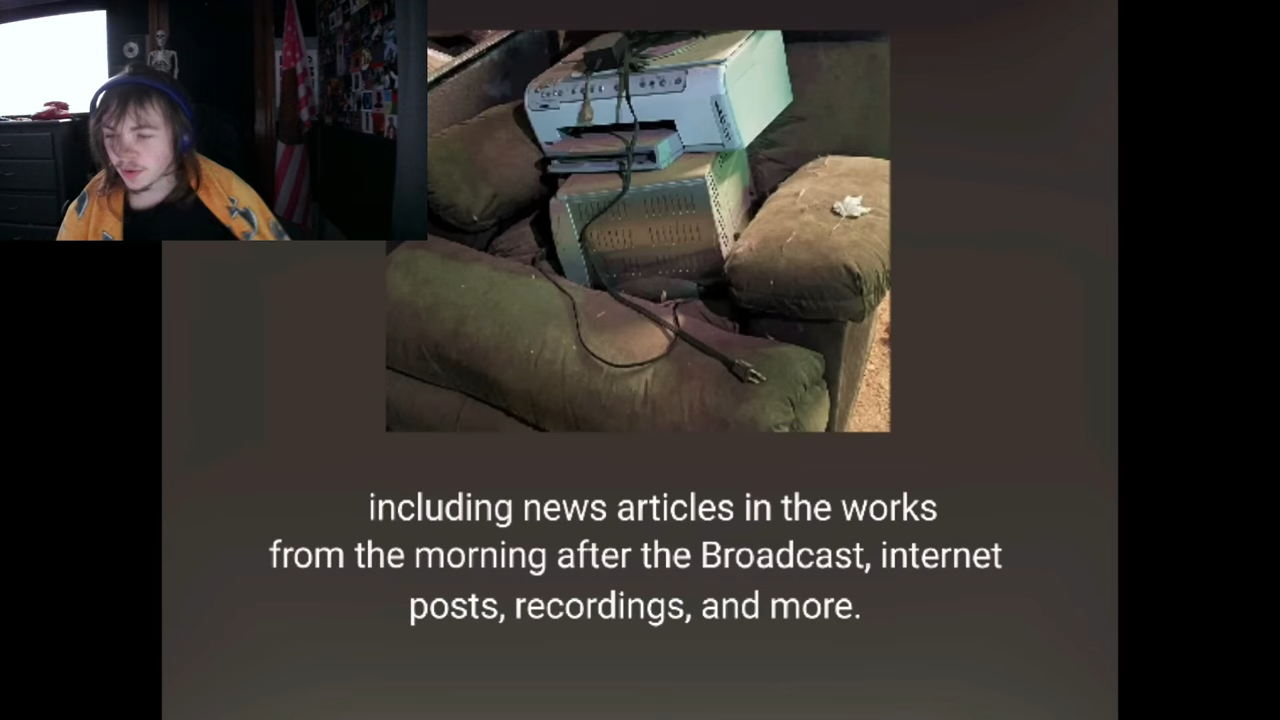 including news articles in the works
from the morning after the Broadcast, internet
posts, recordings, and more.